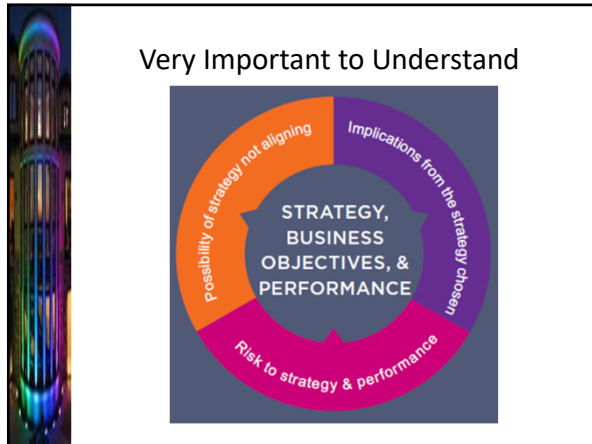 Very Important to Understand
Possibility of strategy not aligning
Implications from the strategy chosen
STRATEGY,
BUSINESS
OBJECTIVES, &
PERFORMANCE
Risk to strategy & performance